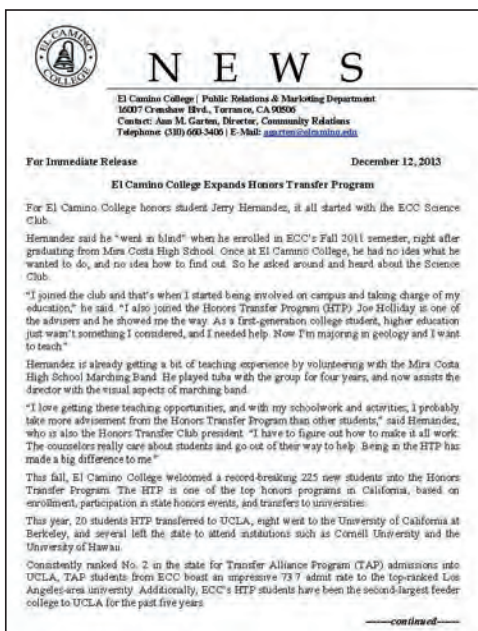 EL CAMINO
COLLEGE
NEWS
El Camino College | Public Relations & Marketing Department
16007 Crenshaw Blvd., Torrance, CA 90506
Contact: Ann M. Garten, Director, Community Relations
Telephone: (310) 660-3406 | E-Mail: agarten@elcamino.edu
For Immediate Release December 12, 2013
El Camino College Expands Honors Transfer Program
For El Camino College honors student Jerry Hernandez, it all started with the ECC Science
Club.
Hernandez said he "went in blind" when he enrolled in ECC's Fall 2011 semester, right after
graduating from Mira Costa High School. Once at El Camino College, he had no idea what he
wanted to do, and no idea how to find out. So he asked around and heard about the Science
Club.
"I joined the club and that's when I started being involved on campus and taking charge of my
education," he said. "I also joined the Honors Transfer Program (HTP). Joe Holliday is one of
the advisers and he showed me the way. As a first-generation college student, higher education
just wasn't something I considered, and I needed help. Now I'm majoring in geology and I want
to teach."
Hernandez is already getting a bit of teaching experience by volunteering with the Mira Costa
High School Marching Band. He played tuba with the group for four years, and now assists the
director with the visual aspects of marching band.
"I love getting these teaching opportunities, and with my schoolwork and activities, I probably
take more advisement from the Honors Transfer Program than other students," said Hernandez,
who is also the Honors Transfer Club president. "I have to figure out how to make it all work.
The counselors really care about students and go out of their way to help. Being in the HTP has
made a big difference to me."
This fall, El Camino College welcomed a record-breaking 225 new students into the Honors
Transfer Program. The HTP is one of the top honors programs in California, based on
enrollment, participation in state honors events, and transfers to universities.
This year, 20 students HTP transferred to UCLA, eight went to the University of California at
Berkeley, and several left the state to attend institutions such as Cornell University and the
University of Hawaii.
Consistently ranked No. 2 in the state for Transfer Alliance Program (TAP) admissions into
UCLA, TAP students from ECC boast an impressive 73.7 admit rate to the top-ranked Los
Angeles-area university. Additionally, ECC's HTP students have been the second-largest feeder
college to UCLA for the past five years.
-------continued-------